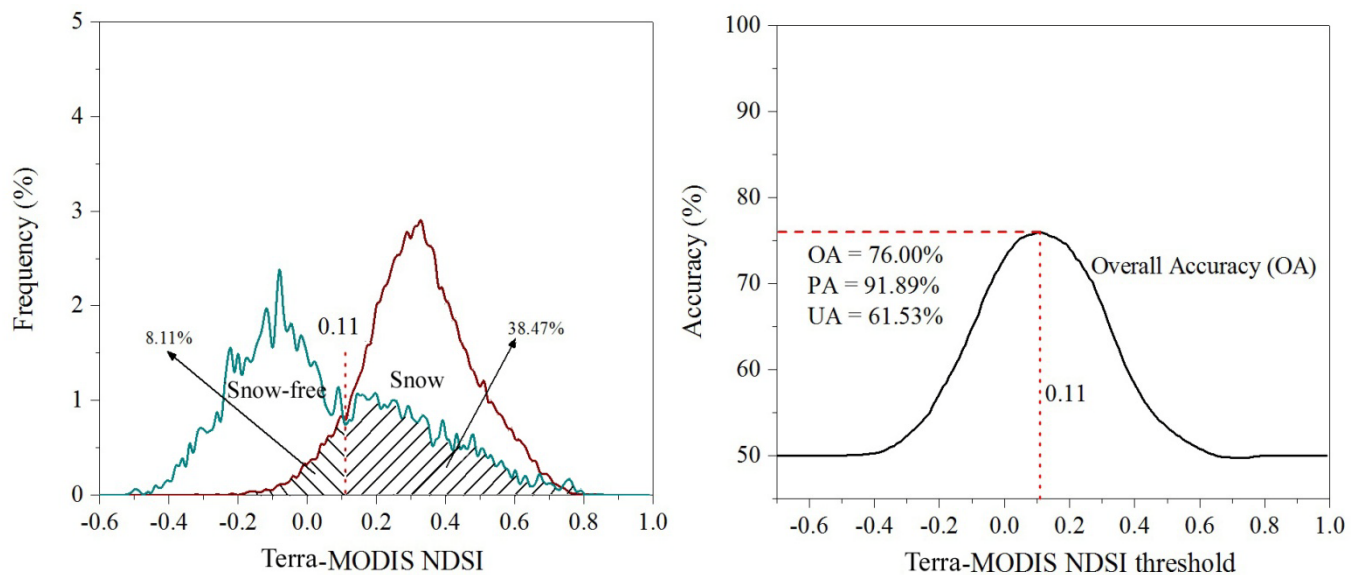 5
4
3
2
1
0
Frequency (%)
0.11
8.11%
38.47%
Snow-free
Snow
-0.6 -0.4 -0.2 0.0 0.2 0.4 0.6 0.8 1.0
Terra-MODIS NDSI
100
90
80
70
60
50
Accuracy (%)
OA = 76.00%
PA = 91.89%
UA = 61.53%
Overall Accuracy (OA)
0.11
-0.6 -0.4 -0.2 0.0 0.2 0.4 0.6 0.8 1.0
Terra-MODIS NDSI threshold